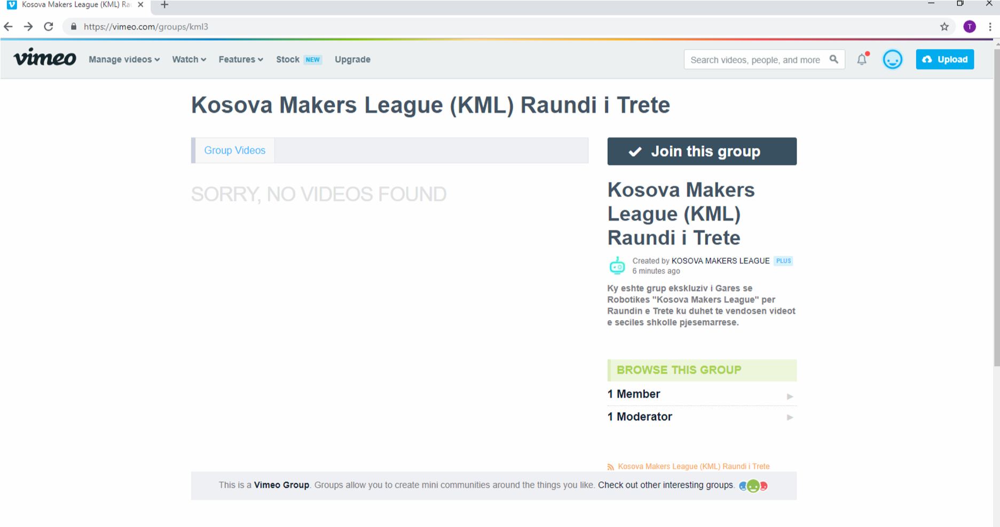 Kosova Makers League (KML) Ra
https://vimeo.com/groups/kml3
T
vimeo Manage videos Watch Features Stock NEW Upgrade Search videos, people, and more Upload
Kosova Makers League (KML) Raundi i Trete
Group Videos
SORRY, NO VIDEOS FOUND
Join this group
Kosova Makers
League (KML)
Raundi i Trete
Created by KOSOVA MAKERS LEAGUE PLUS
6 minutes ago
Ky eshte grup ekskluziv i Gares se
Robotikes "Kosova Makers League" per
Raundin e Trete ku duhet te vendosen videot
e seciles shkolle pjesemarrese.
BROWSE THIS GROUP
1 Member
1 Moderator
Kosova Makers League (KML) Raundi i Trete
This is a Vimeo Group. Groups allow you to create mini communities around the things you like. Check out other interesting groups.